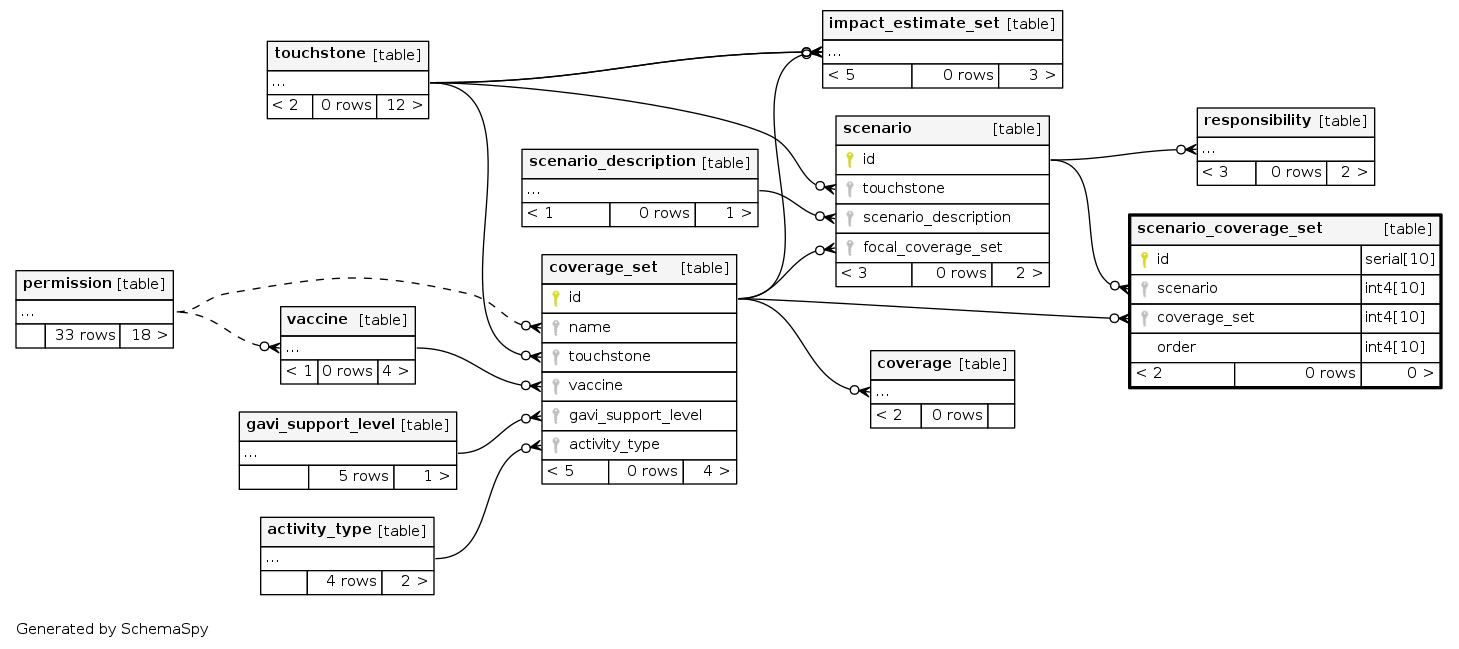 touchstone [table]
...
< 2 0 rows 12 >
impact_estimate_set [table]
...
< 5 0 rows 3 >
scenario [table]
id
touchstone
scenario_description
focal_coverage_set
< 3 0 rows 2 >
responsibility [table]
...
< 3 0 rows 2 >
scenario_description [table]
...
< 1 0 rows 1 >
scenario_coverage_set [table]
id serial[10]
scenario int4[10]
coverage_set int4[10]
order int4[10]
< 2 0 rows 0 >
coverage_set [table]
id
name
touchstone
vaccine
gavi_support_level
activity_type
< 5 0 rows 4 >
permission [table]
...
33 rows 18 >
vaccine [table]
...
< 1 0 rows 4 >
coverage [table]
...
< 2 0 rows
gavi_support_level [table]
...
5 rows 1 >
activity_type [table]
...
4 rows 2 >
Generated by SchemaSpy